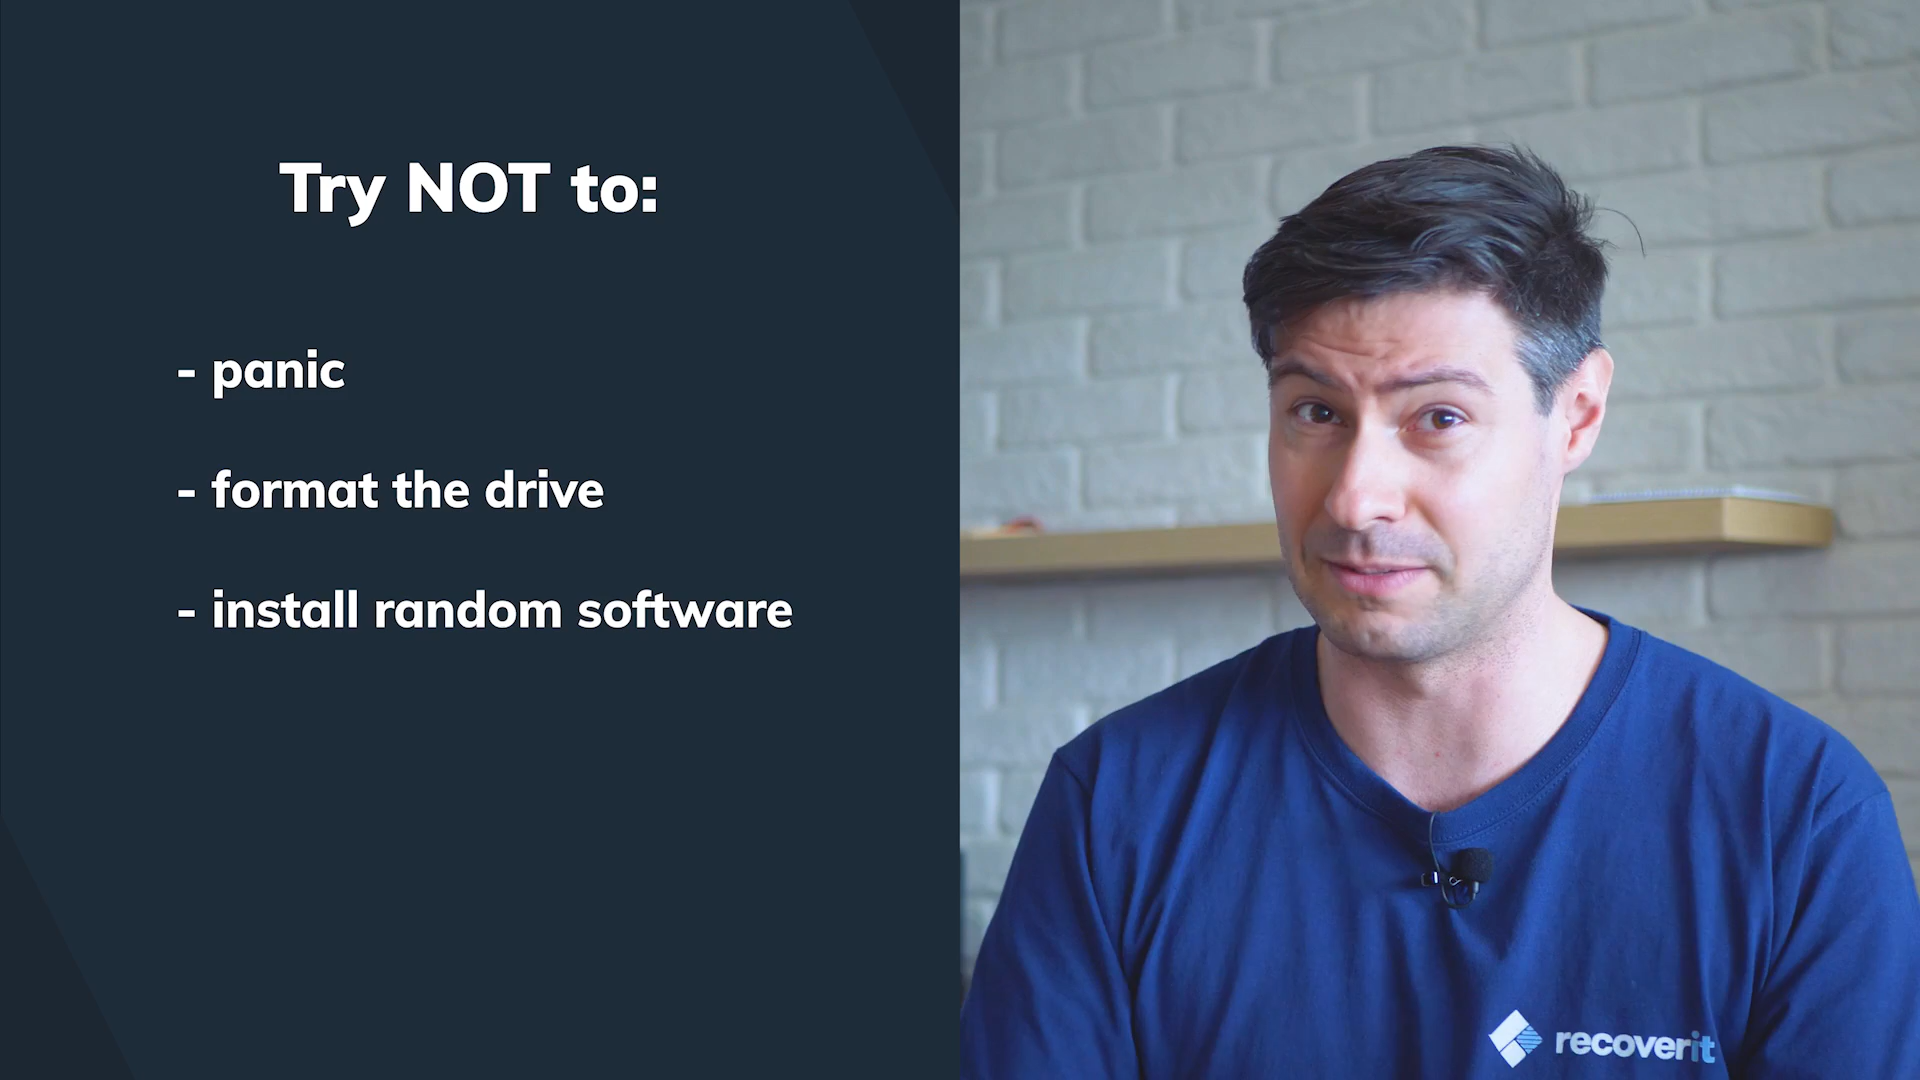 Try NOT to:
- panic
- format the drive
- install random software
recoverit